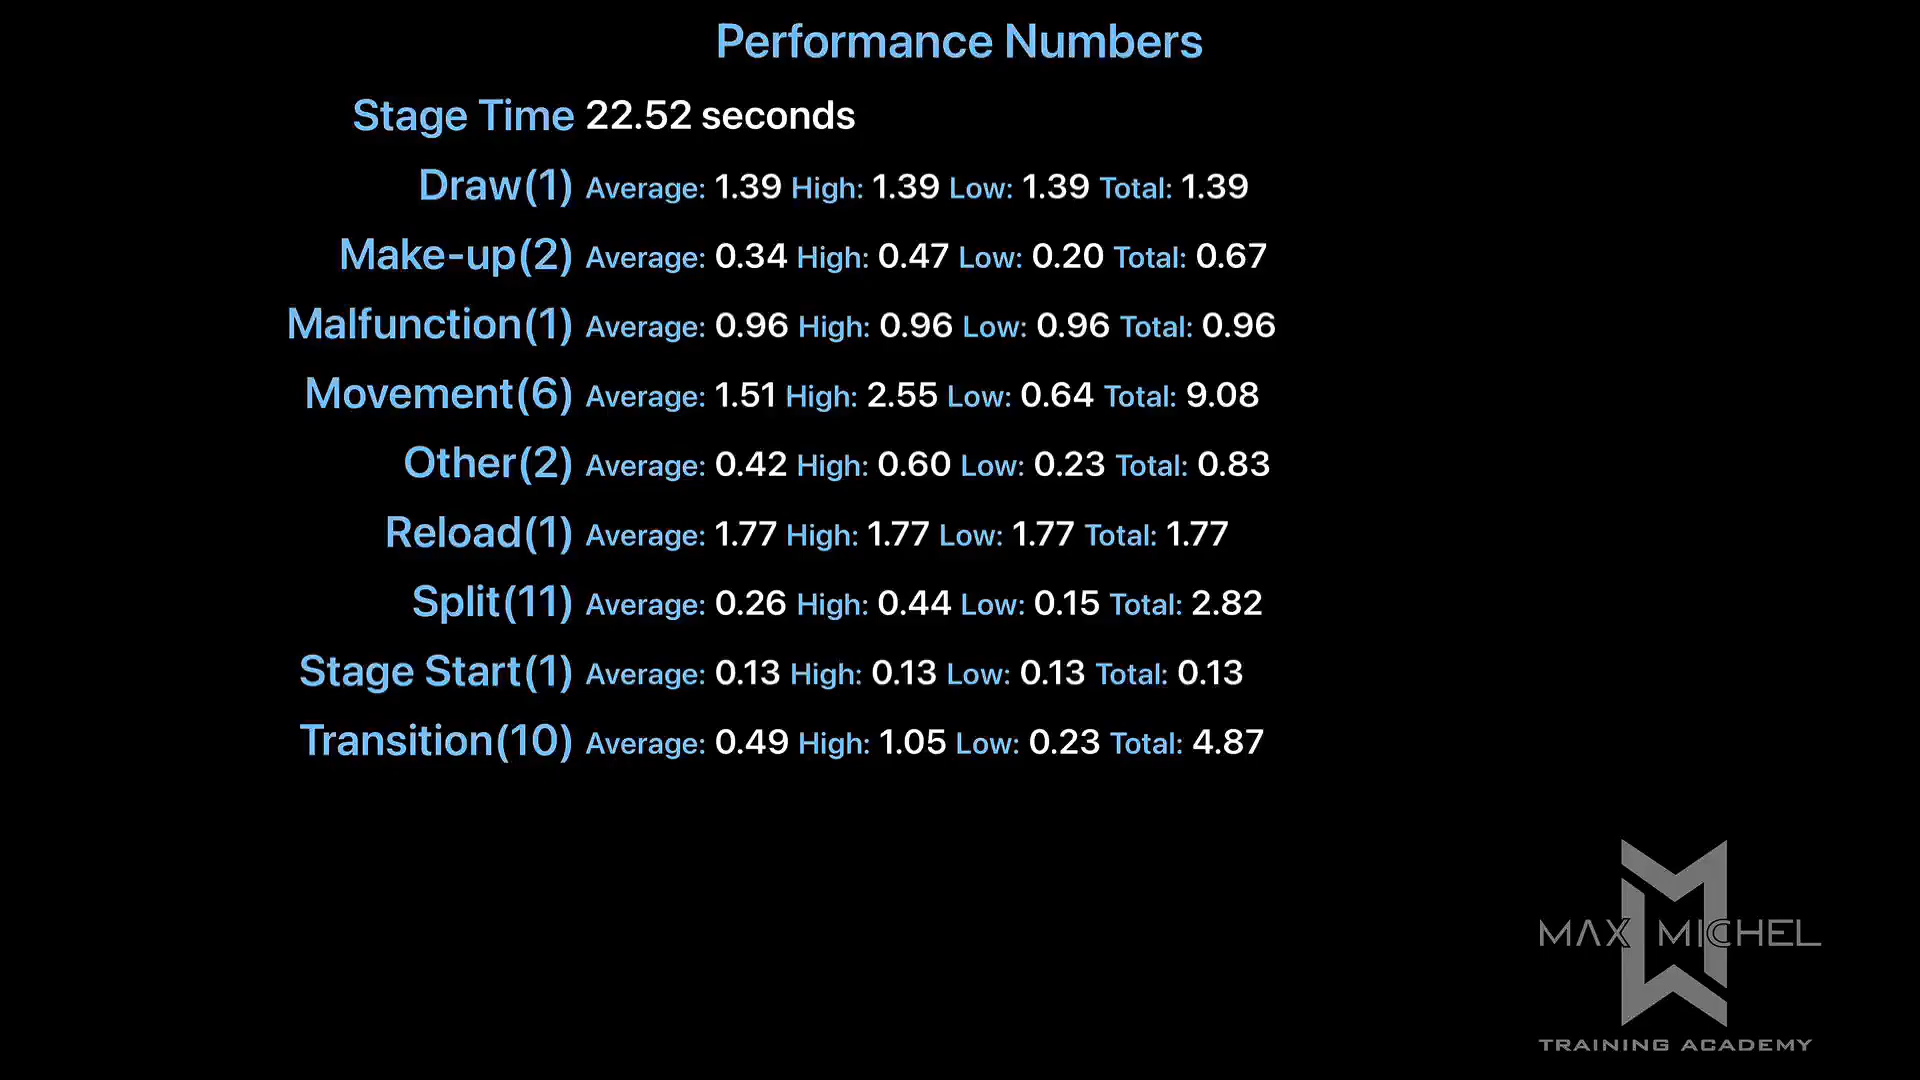 Performance Numbers
Stage Time 22.52 seconds
Draw(1) Average: 1.39 High: 1.39 Low: 1.39 Total: 1.39
Make-up(2) Average: 0.34 High: 0.47 Low: 0.20 Total: 0.67
Malfunction(1) Average: 0.96 High: 0.96 Low: 0.96 Total: 0.96
Movement(6) Average: 1.51 High: 2.55 Low: 0.64 Total: 9.08
Other(2) Average: 0.42 High: 0.60 Low: 0.23 Total: 0.83
Reload(1) Average: 1.77 High: 1.77 Low: 1.77 Total: 1.77
Split(11) Average: 0.26 High: 0.44 Low: 0.15 Total: 2.82
Stage Start(1) Average: 0.13 High: 0.13 Low: 0.13 Total: 0.13
Transition(10) Average: 0.49 High: 1.05 Low: 0.23 Total: 4.87
MAX MICHEL
TRAINING ACADEMY